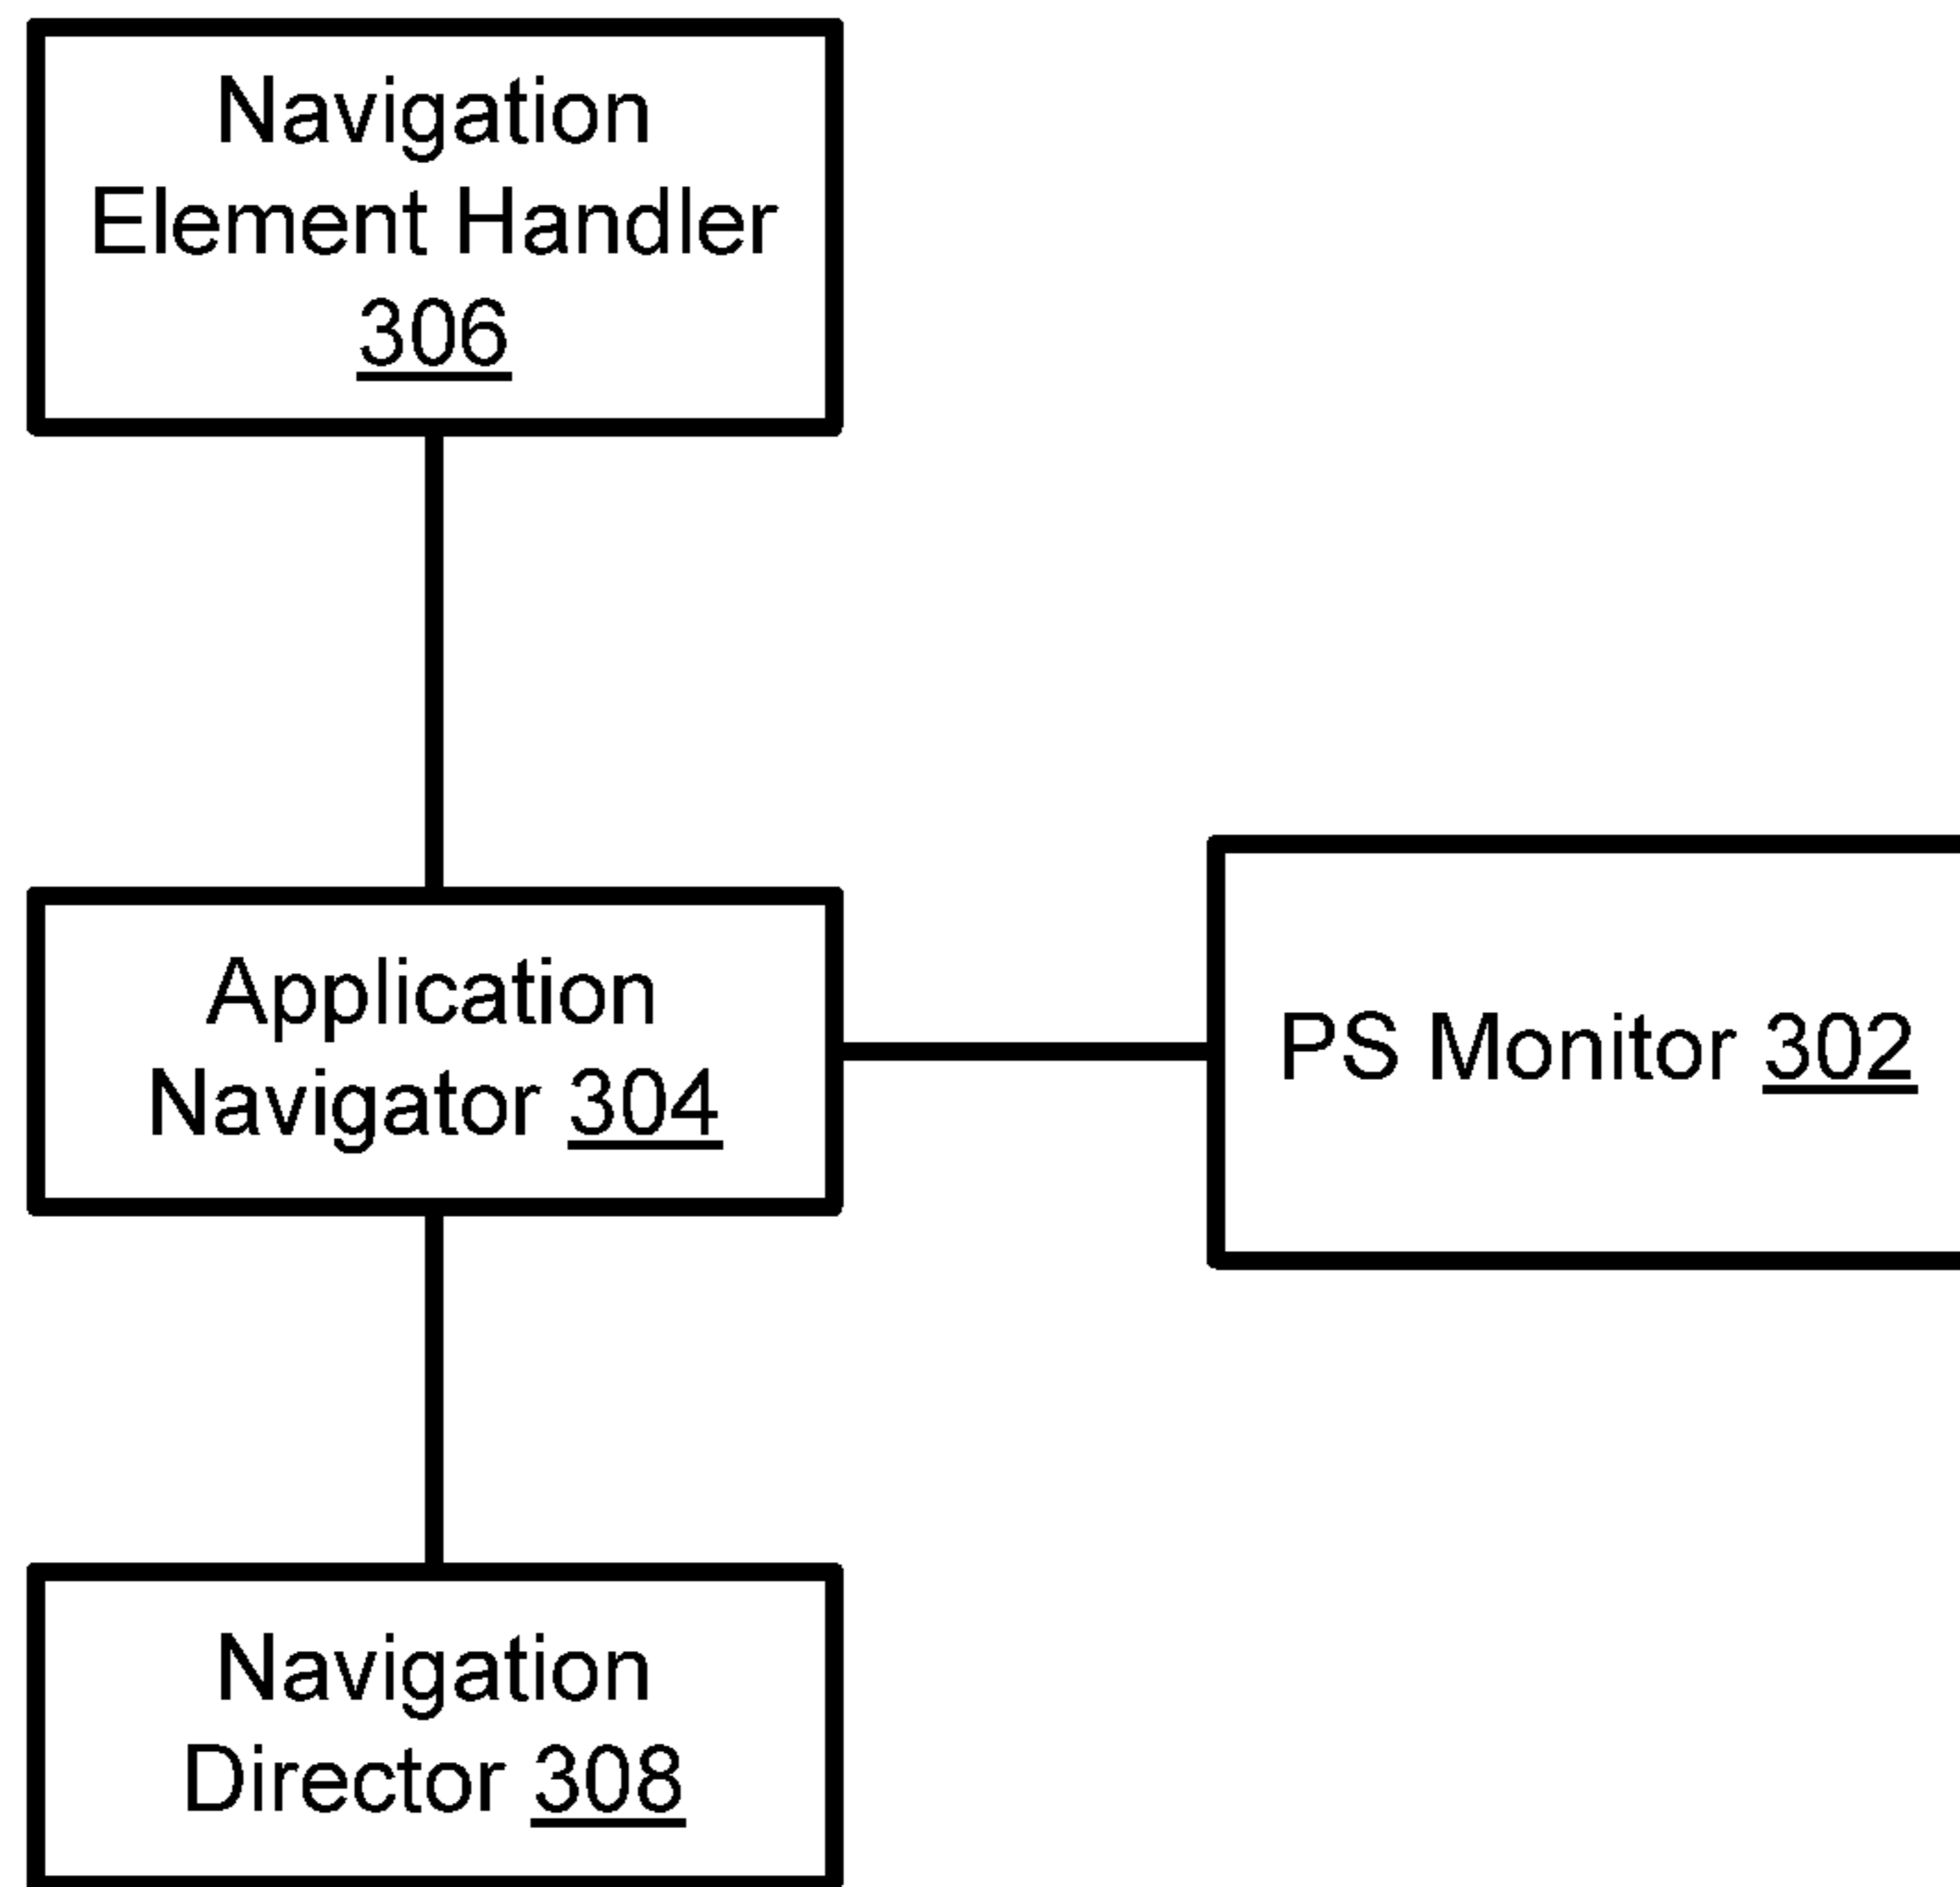 Navigation
Element Handler
306
Application
Navigator 304
PS Monitor 302
Navigation
Director 308